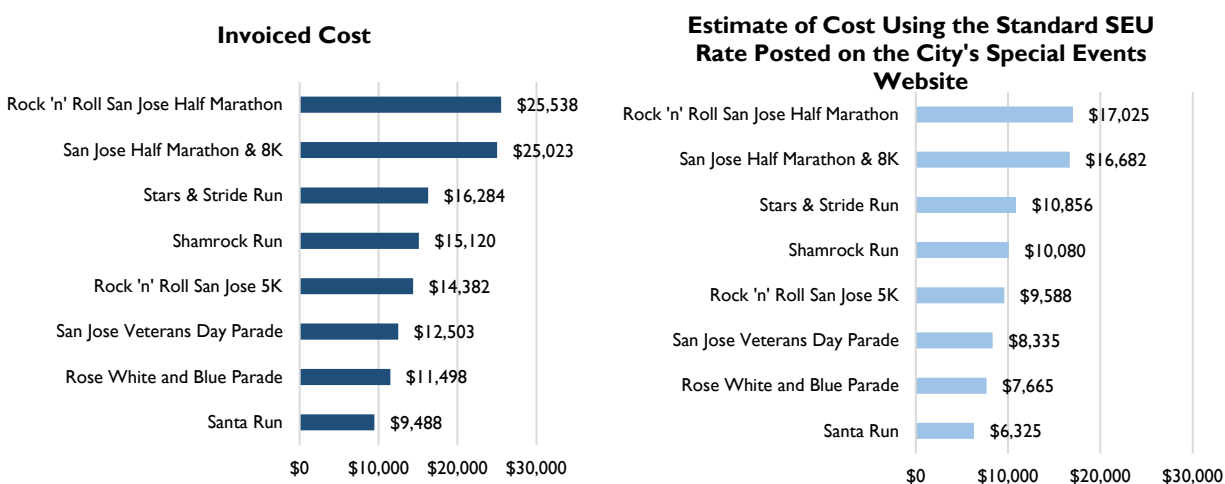 Invoiced Cost
Rock 'n' Roll San Jose Half Marathon $25,538
San Jose Half Marathon & 8K $25,023
Stars & Stride Run $16,284
Shamrock Run $15,120
Rock 'n' Roll San Jose 5K $14,382
San Jose Veterans Day Parade $12,503
Rose White and Blue Parade $11,498
Santa Run $9,488
$0 $10,000 $20,000 $30,000
Estimate of Cost Using the Standard SEU
Rate Posted on the City's Special Events
Website
Rock 'n' Roll San Jose Half Marathon $17,025
San Jose Half Marathon & 8K $16,682
Stars & Stride Run $10,856
Shamrock Run $10,080
Rock 'n' Roll San Jose 5K $9,588
San Jose Veterans Day Parade $8,335
Rose White and Blue Parade $7,665
Santa Run $6,325
$0 $10,000 $20,000 $30,000